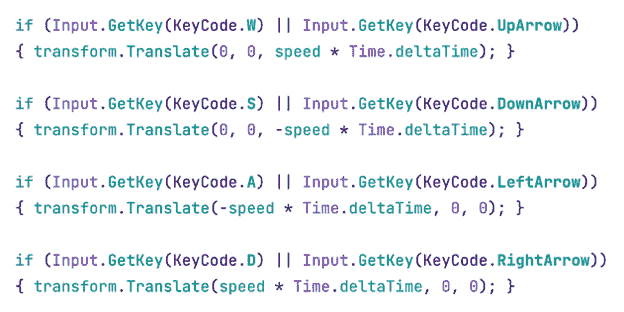 if (Input.GetKey(KeyCode.W) || Input.GetKey(KeyCode.UpArrow))
{ transform.Translate(0, 0, speed * Time.deltaTime); }
if (Input.GetKey(KeyCode.S) || Input.GetKey(KeyCode.DownArrow))
{ transform.Translate(0, 0, -speed * Time.deltaTime); }
if (Input.GetKey(KeyCode.A) || Input.GetKey(KeyCode.LeftArrow))
{ transform.Translate(-speed * Time.deltaTime, 0, 0); }
if (Input.GetKey(KeyCode.D) || Input.GetKey(KeyCode.RightArrow))
{ transform.Translate(speed * Time.deltaTime, 0, 0); }